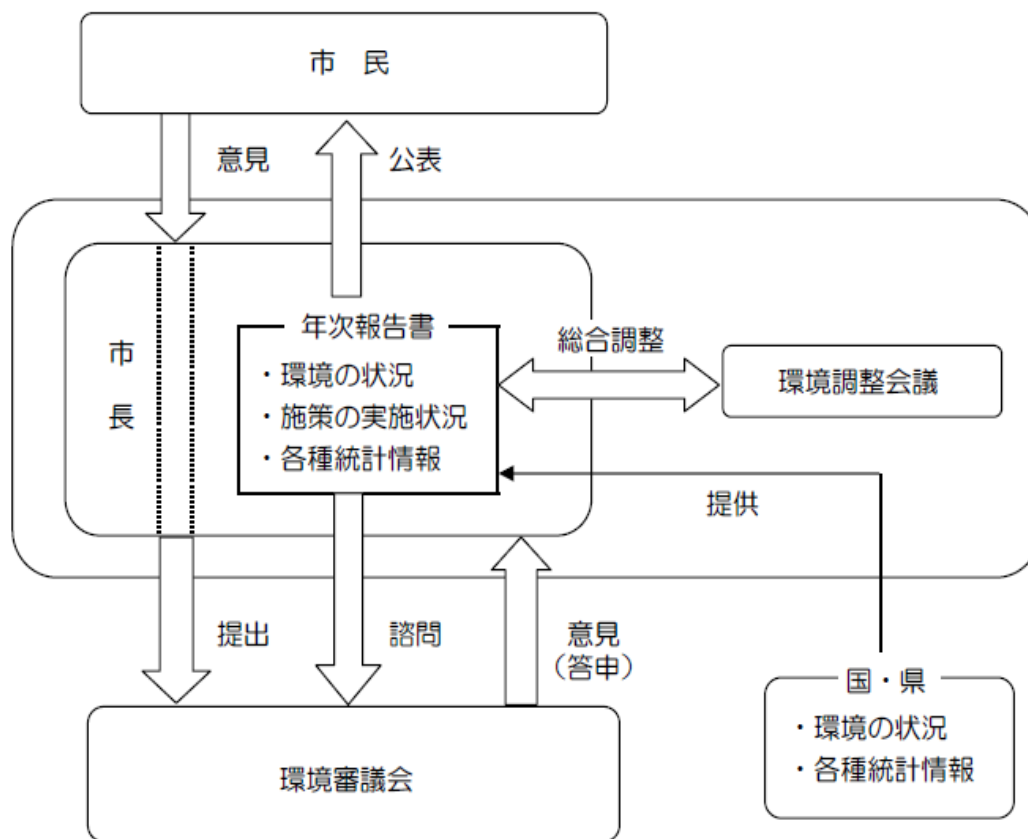 市　民
意見
公表
市長
年次報告書
・環境の状況
・施策の実施状況
・各種統計情報
総合調整
環境調整会議
提供
提出
諮問
意見
（答申）
国・県
・環境の状況
・各種統計情報
環境審議会